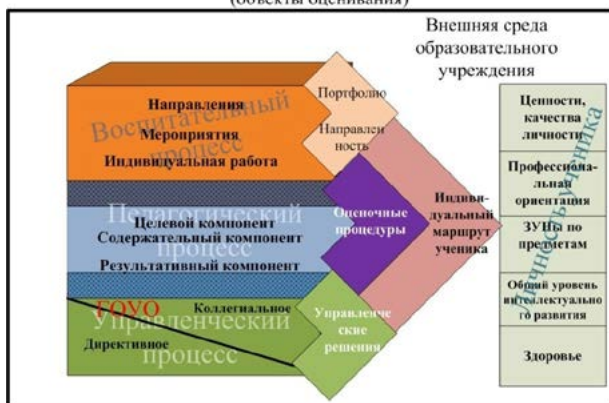 (объекты оценивания)
Внешняя среда
образовательного
учреждения
Воспитательный
процесс
Направления
Мероприятия
Индивидуальная работа
Портфолио
Направлен
ность
Педагогический
процесс
Целевой компонент
Содержательный компонент
Результативный компонент
Оценочные
процедуры
Индиви-
дуальный
маршрут
ученика
ГОУО
Управленческий
процесс
Коллегиальное
Директивное
Управленче
ские
решения
Личность ученика
Ценности,
качества
личности
Профессиона-
льная
ориентация
ЗУНы по
предметам
Общий уровень
интеллектуально
го развития
Здоровье